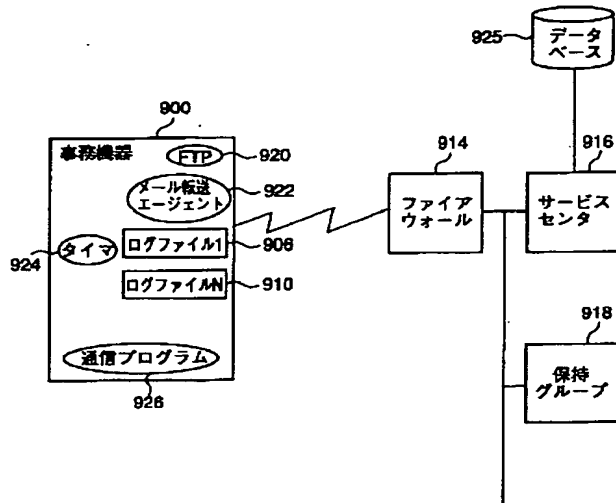 925
データ
ベース
900
事務機器
FTP
920
メール転送
エージェント
922
924
タイマ
ログファイル1
906
ログファイルN
910
通信プログラム
926
914
ファイア
ウォール
916
サービス
センタ
918
保持
グループ